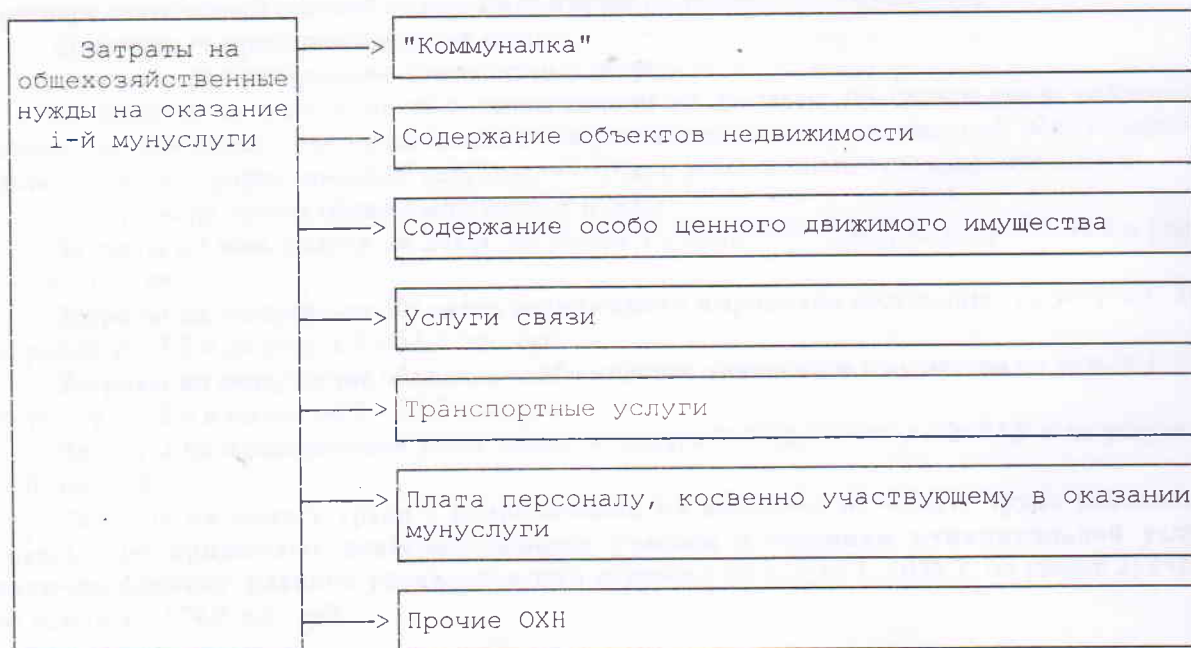 Затраты на
общехозяйственные
нужды на оказание
i-й мунуслуги
"Коммуналка"
Содержание объектов недвижимости
Содержание особо ценного движимого имущества
Услуги связи
Транспортные услуги
Плата персоналу, косвенно участвующему в оказании
мунуслуги
Прочие ОХН